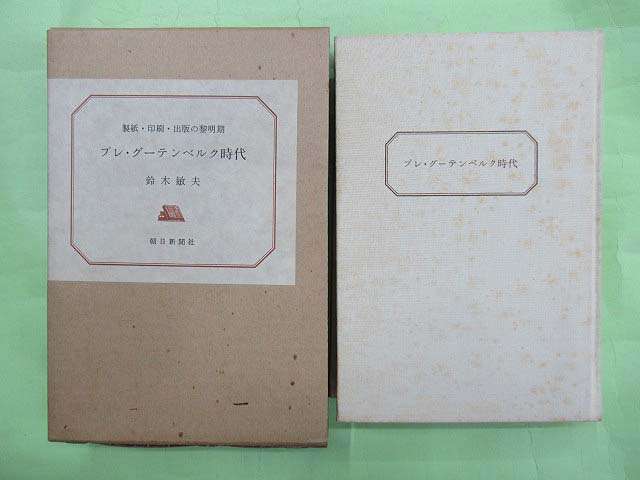 製紙・印刷・出版の黎明期
プレ・グーテンベルク時代
鈴木敏夫
朝日新聞社
プレ・グーテンベルク時代